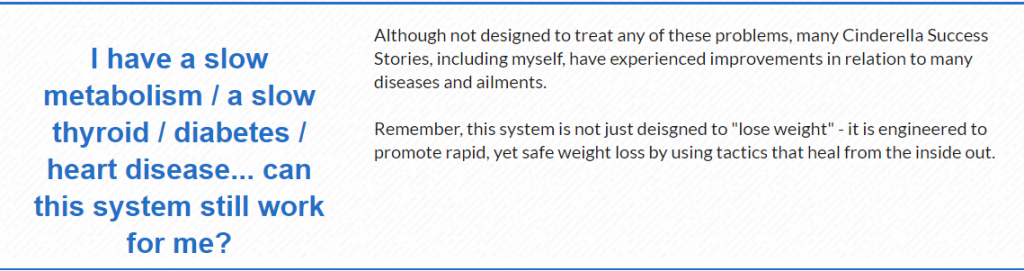 I have a slow
metabolism / a slow
thyroid / diabetes /
heart disease... can
this system still work
for me?
Although not designed to treat any of these problems, many Cinderella Success
Stories, including myself, have experienced improvements in relation to many
diseases and ailments.
Remember, this system is not just deisgned to "lose weight" - it is engineered to
promote rapid, yet safe weight loss by using tactics that heal from the inside out.